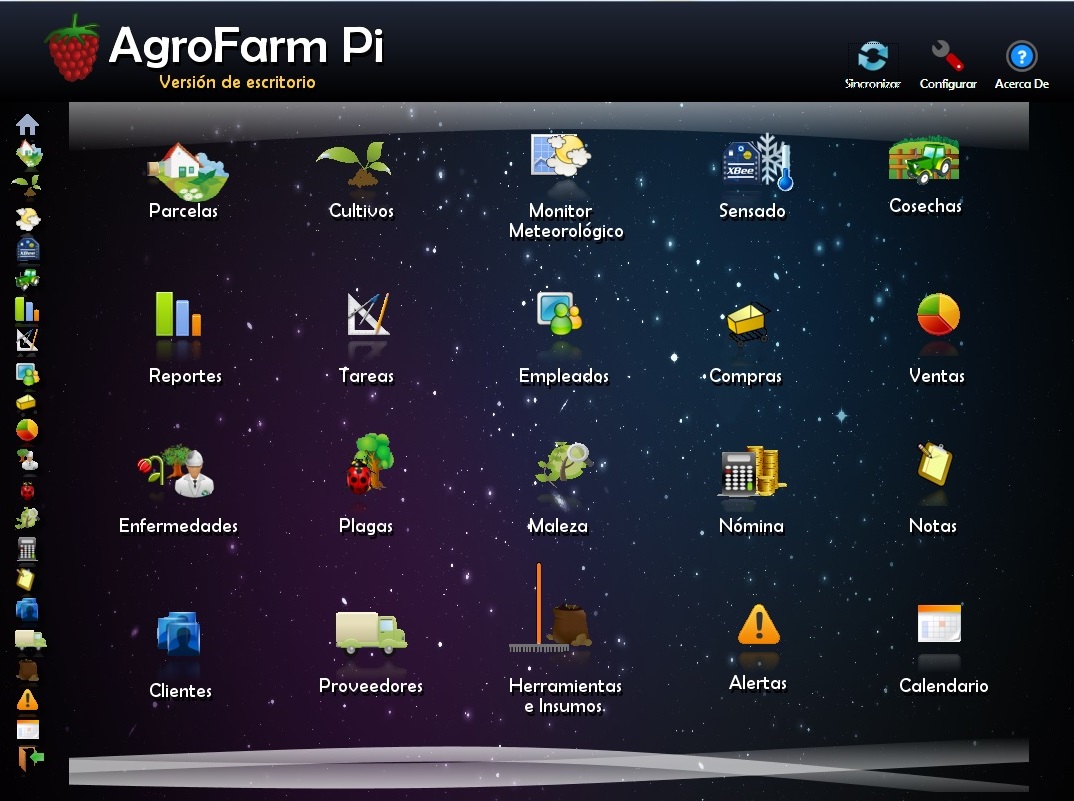 AgroFarm Pi
Versión de escritorio
Sincronizar
Configurar
Acerca De
Parcelas
Cultivos
Monitor
Meteorológico
XBee
Sensado
Cosechas
Reportes
Tareas
Empleados
Compras
Ventas
Enfermedades
Plagas
Maleza
Nómina
Notas
Clientes
Proveedores
Herramientas
e Insumos
Alertas
Calendario